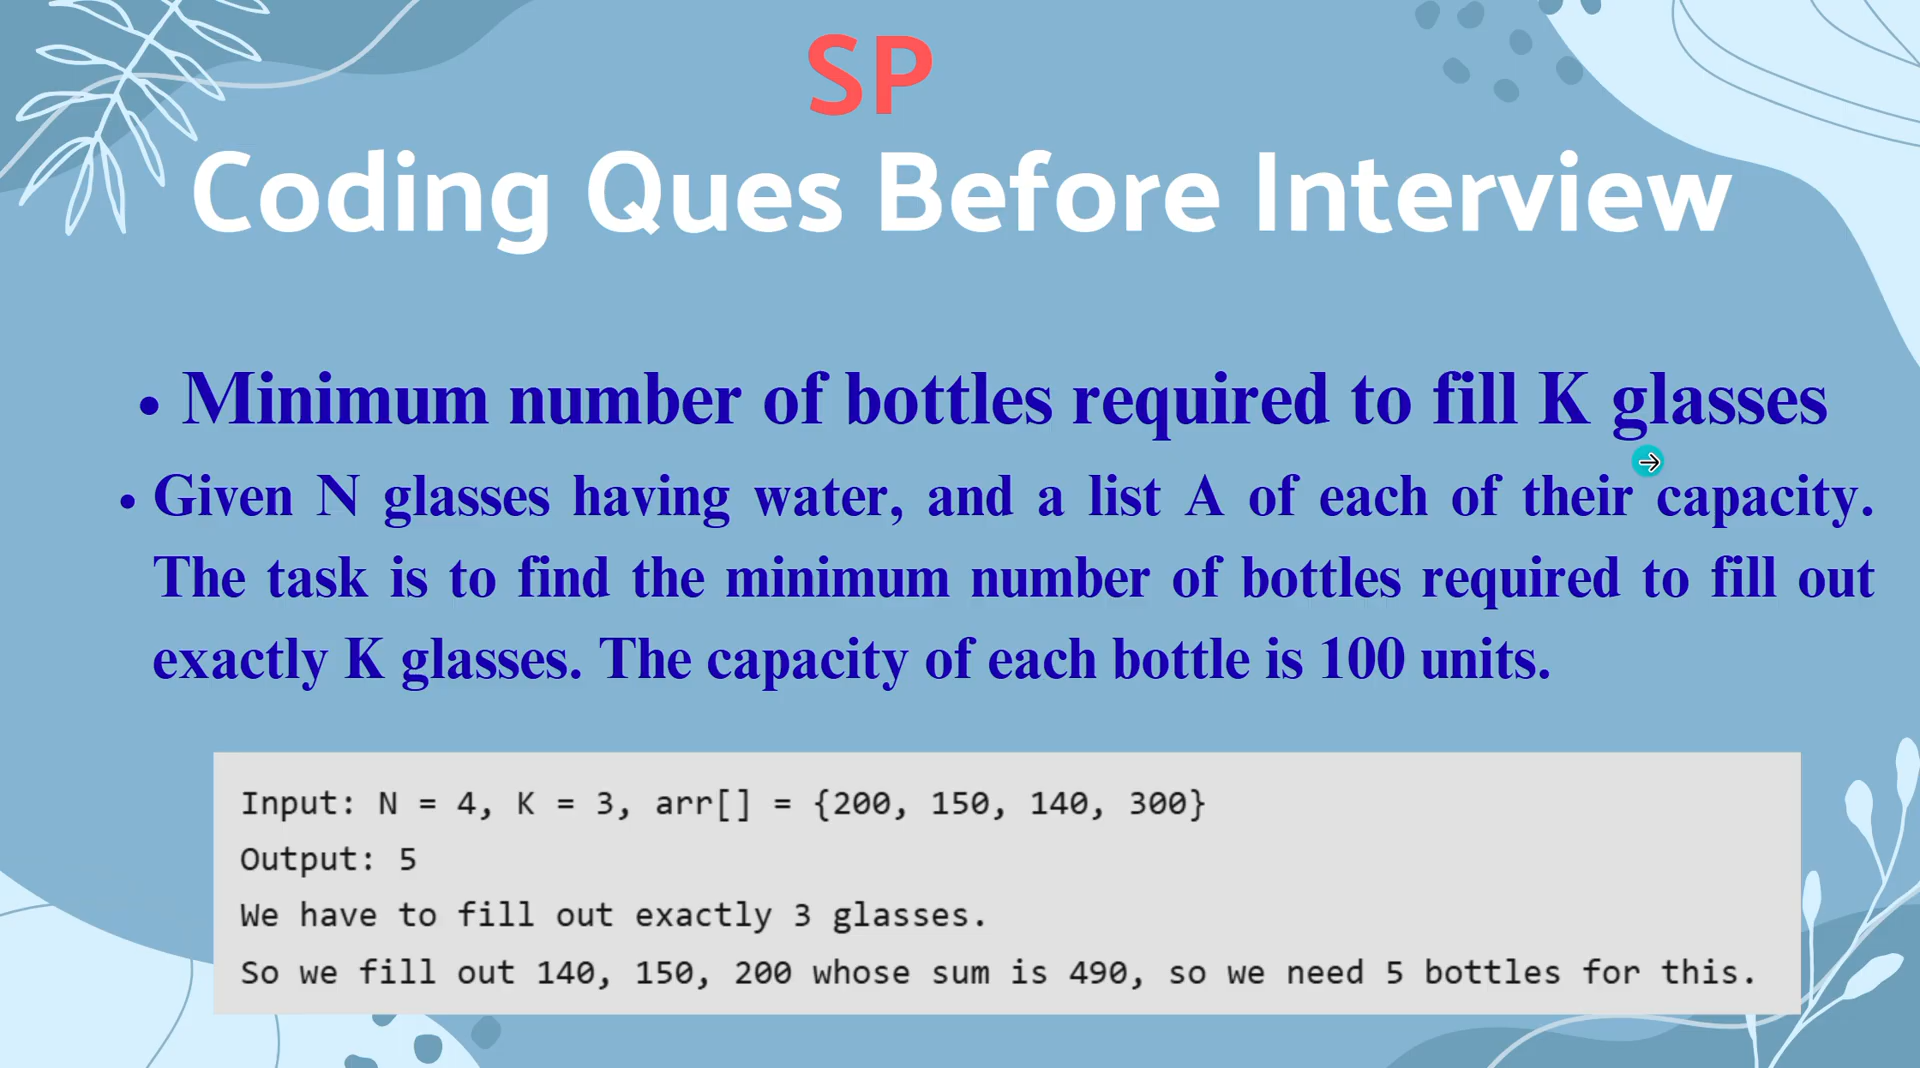 SP
Coding Ques Before Interview
• Minimum number of bottles required to fill K glasses
• Given N glasses having water, and a list A of each of their capacity.
The task is to find the minimum number of bottles required to fill out
exactly K glasses. The capacity of each bottle is 100 units.
Input: N = 4, K = 3, arr[] = {200, 150, 140, 300}
Output: 5
We have to fill out exactly 3 glasses.
So we fill out 140, 150, 200 whose sum is 490, so we need 5 bottles for this.